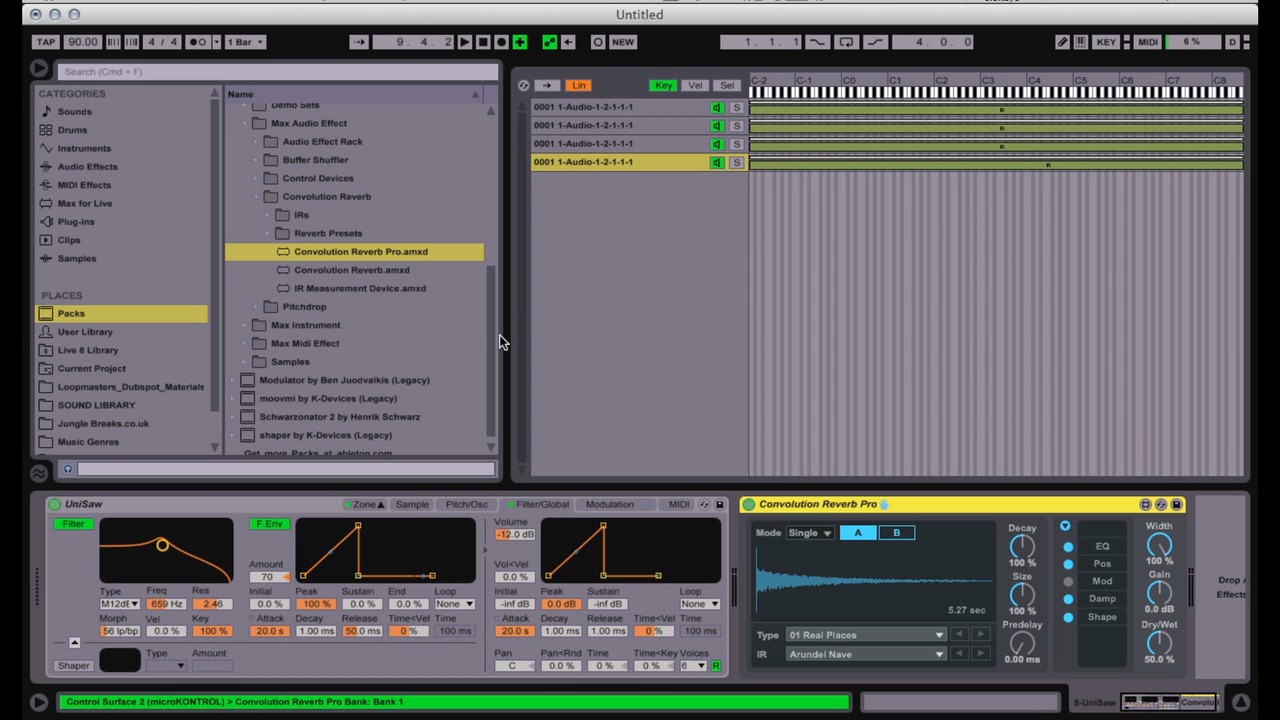 Untitled
TAP 90.00 4 / 4 1 Bar 9. 4. 2 NEW 1. 1. 1 4. 0. 0 KEY MIDI 6 % D
Search (Cmd + F)
CATEGORIES
Sounds
Drums
Instruments
Audio Effects
MIDI Effects
Max for Live
Plug-ins
Clips
Samples
PLACES
Packs
User Library
Live 8 Library
Current Project
Loopmasters_Dubspot_Materials
SOUND LIBRARY
Jungle Breaks.co.uk
Music Genres
Name
Demo Sets
Max Audio Effect
Audio Effect Rack
Buffer Shuffler
Control Devices
Convolution Reverb
IRs
Reverb Presets
Convolution Reverb Pro.amxd
Convolution Reverb.amxd
IR Measurement Device.amxd
Pitchdrop
Max Instrument
Max Midi Effect
Samples
Modulator by Ben Juodvalkis (Legacy)
moovmi by K-Devices (Legacy)
Schwarzonator 2 by Henrik Schwarz
shaper by K-Devices (Legacy)
Get more Packs at ableton.com
Lin Key Vel Sel C-2 C-1 C0 C1 C2 C3 C4 C5 C6 C7 C8
0001 1-Audio-1-2-1-1-1 S R
0001 1-Audio-1-2-1-1-1 S R
0001 1-Audio-1-2-1-1-1 S R
0001 1-Audio-1-2-1-1-1 S R
UniSaw Zone Sample Pitch/Osc Filter/Global Modulation MIDI
Filter F.Env Volume
-12.0 dB
Amount Vol<Vel
70 0.0 %
Type Freq Res Initial Peak Sustain End Loop Initial Peak Sustain Loop
M12dB 659 Hz 2.46 0.0 % 100 % 0.0 % 0.0 % None -inf dB 0.0 dB -inf dB None
Morph Vel Key Attack Decay Release Time<Vel Time Attack Decay Release Time<Vel Time
56 lp/bp 0.0 % 100 % 20.0 s 1.00 ms 50.0 ms 0 % 100 ms 20.0 s 1.00 ms 1.00 ms 0 % 100 ms
Type Amount Pan Pan<Rnd Time Time<Key Voices
Shaper C 0.0 % 0 % 0 % 6 R
Convolution Reverb Pro
Mode Single A B
5.27 sec
Type 01 Real Places
IR Arundel Nave
Decay
100 %
Size
100 %
Predelay
0.00 ms
EQ
Pos
Mod
Damp
Shape
Width
100 %
Gain
0.0 dB
Dry/Wet
50.0 %
Drop A
Effects
Control Surface 2 (microKONTROL) > Convolution Reverb Pro Bank: Bank 1
5-UniSaw Convolu